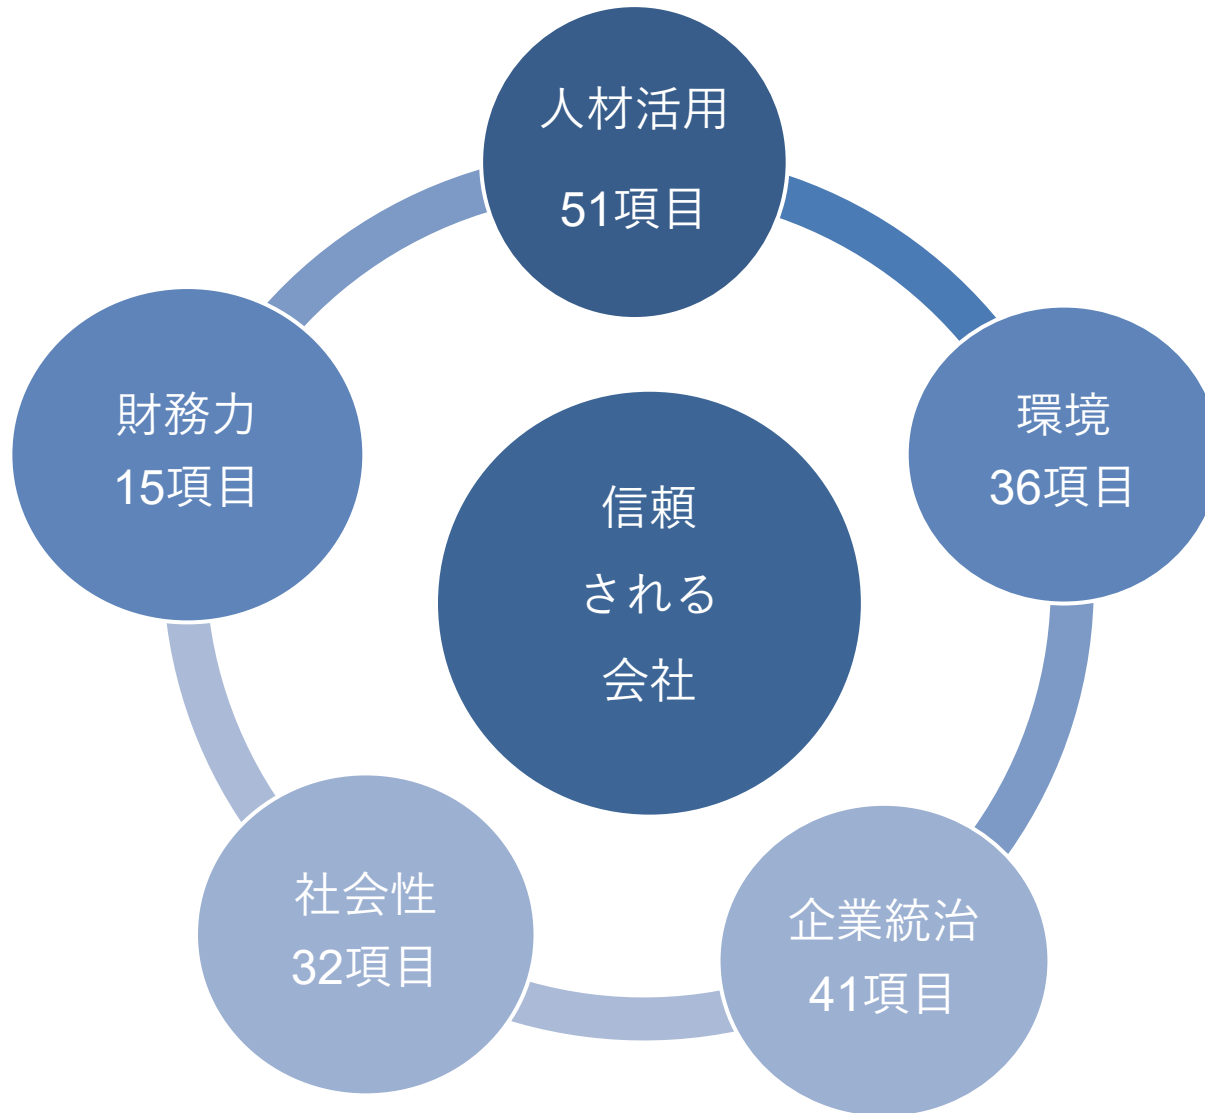 人材活用
51項目
環境
36項目
企業統治
41項目
社会性
32項目
財務力
15項目
信頼
される
会社